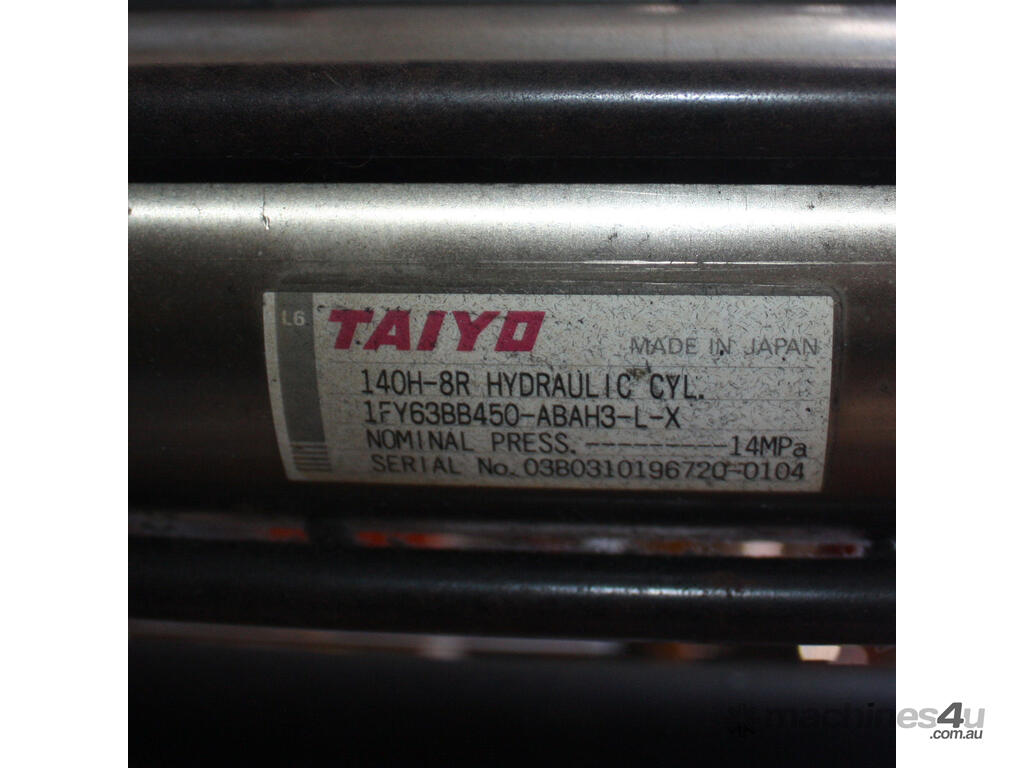 L6
TAIYO
MADE IN JAPAN
140H-8R HYDRAULIC CYL.
1FY63BB450-ABAH3-L-X
NOMINAL PRESS.---------14MPa
SERIAL No. 03B0310196720-0104
machines4u
.com.au